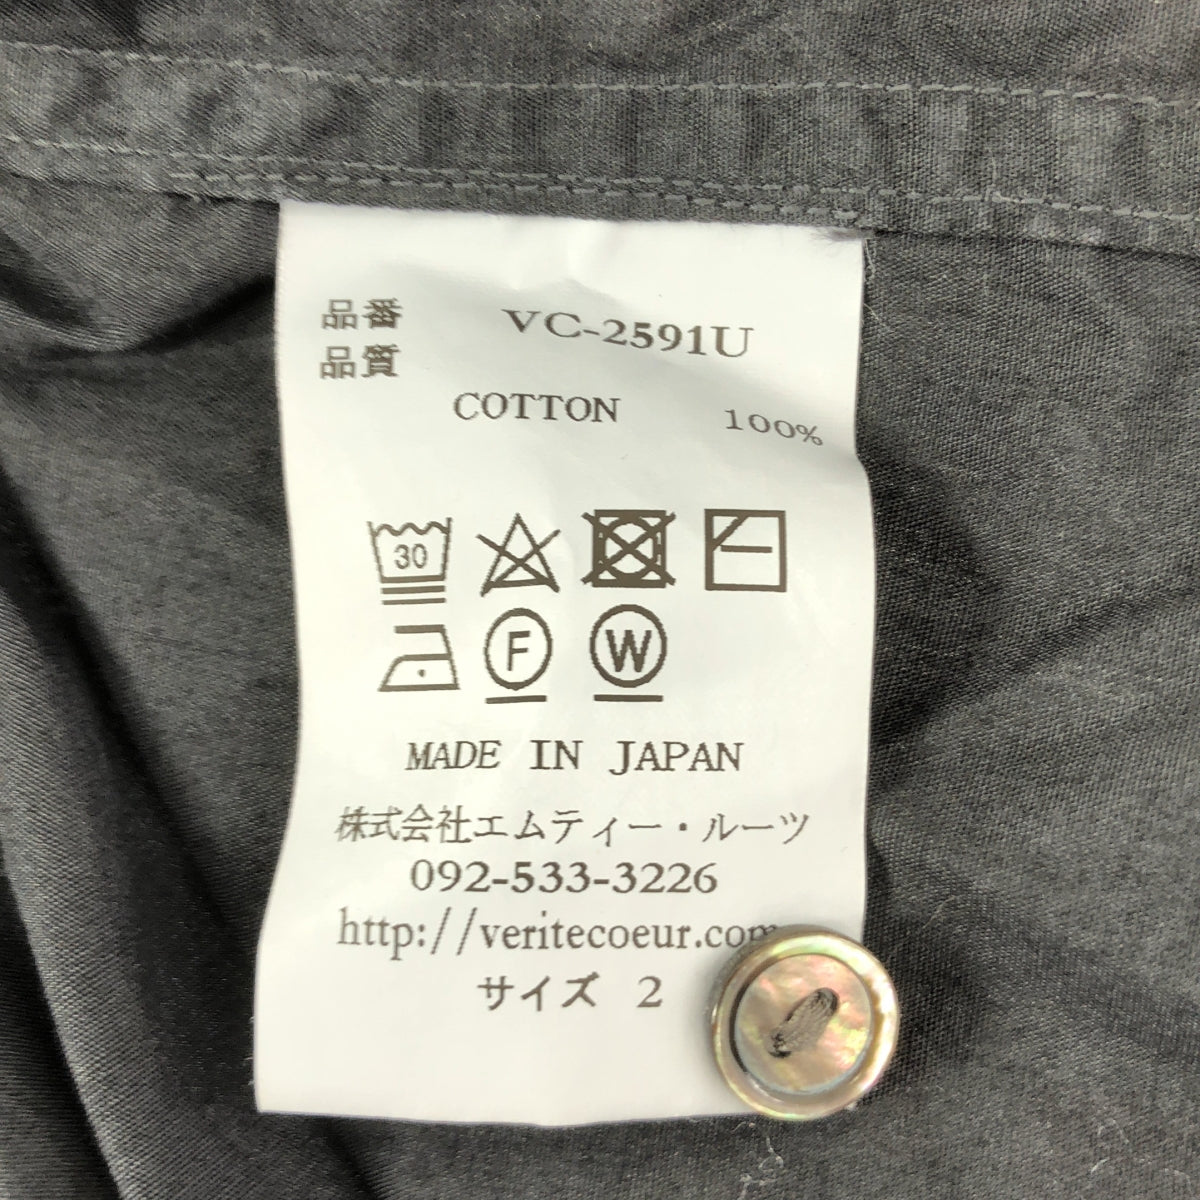 品番 VC-2591U
品質
COTTON 100%
30
F W
MADE IN JAPAN
株式会社エムティー・ルーツ
092-533-3226
http://veritecoeur.com
サイズ 2